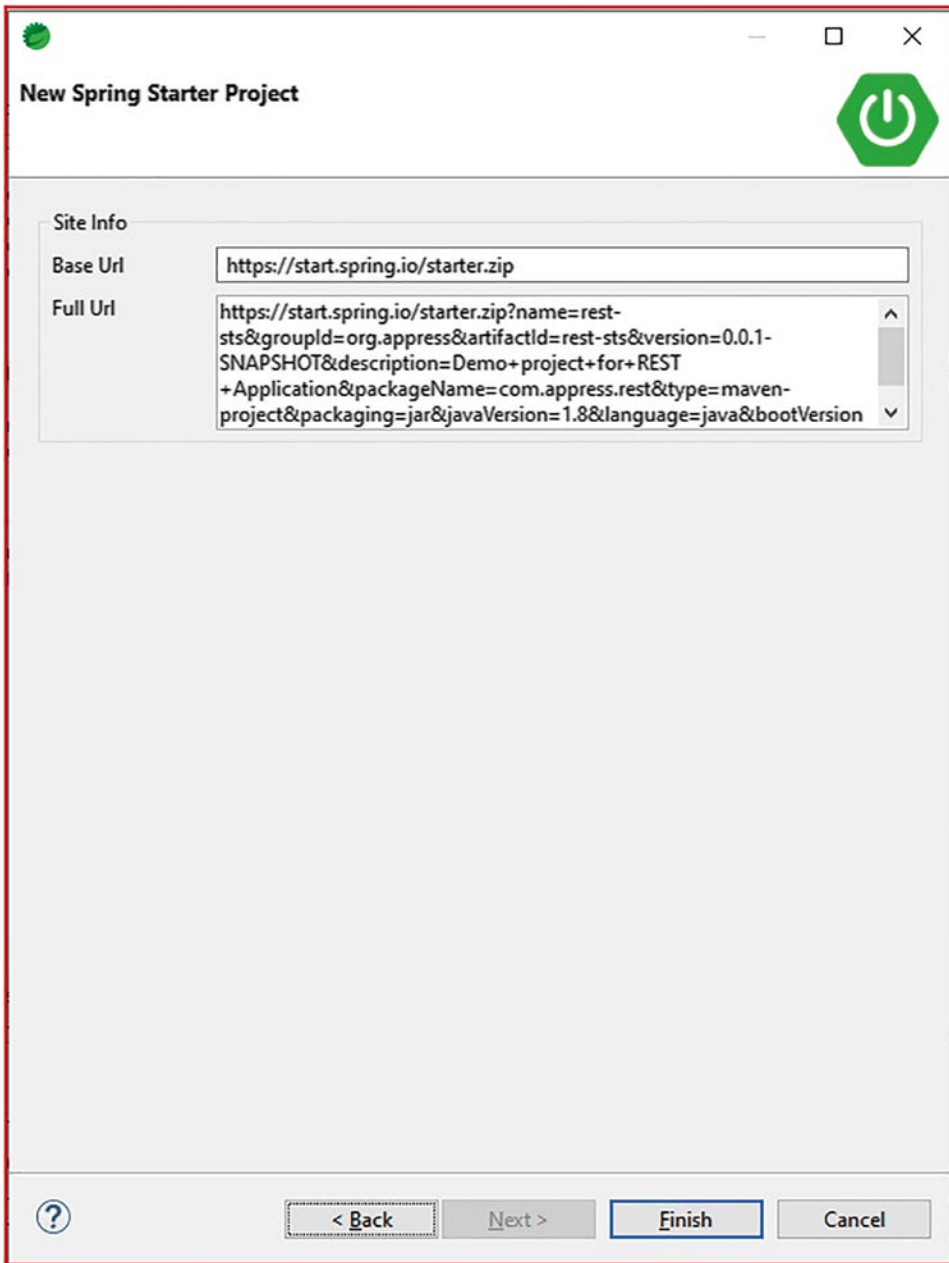 New Spring Starter Project
Site Info
Base Url
https://start.spring.io/starter.zip
Full Url
https://start.spring.io/starter.zip?name=rest-
sts&groupId=org.appress&artifactId=rest-sts&version=0.0.1-
SNAPSHOT&description=Demo+project+for+REST
+Application&packageName=com.appress.rest&type=maven-
project&packaging=jar&javaVersion=1.8&language=java&bootVersion
?
< Back
Next >
Finish
Cancel